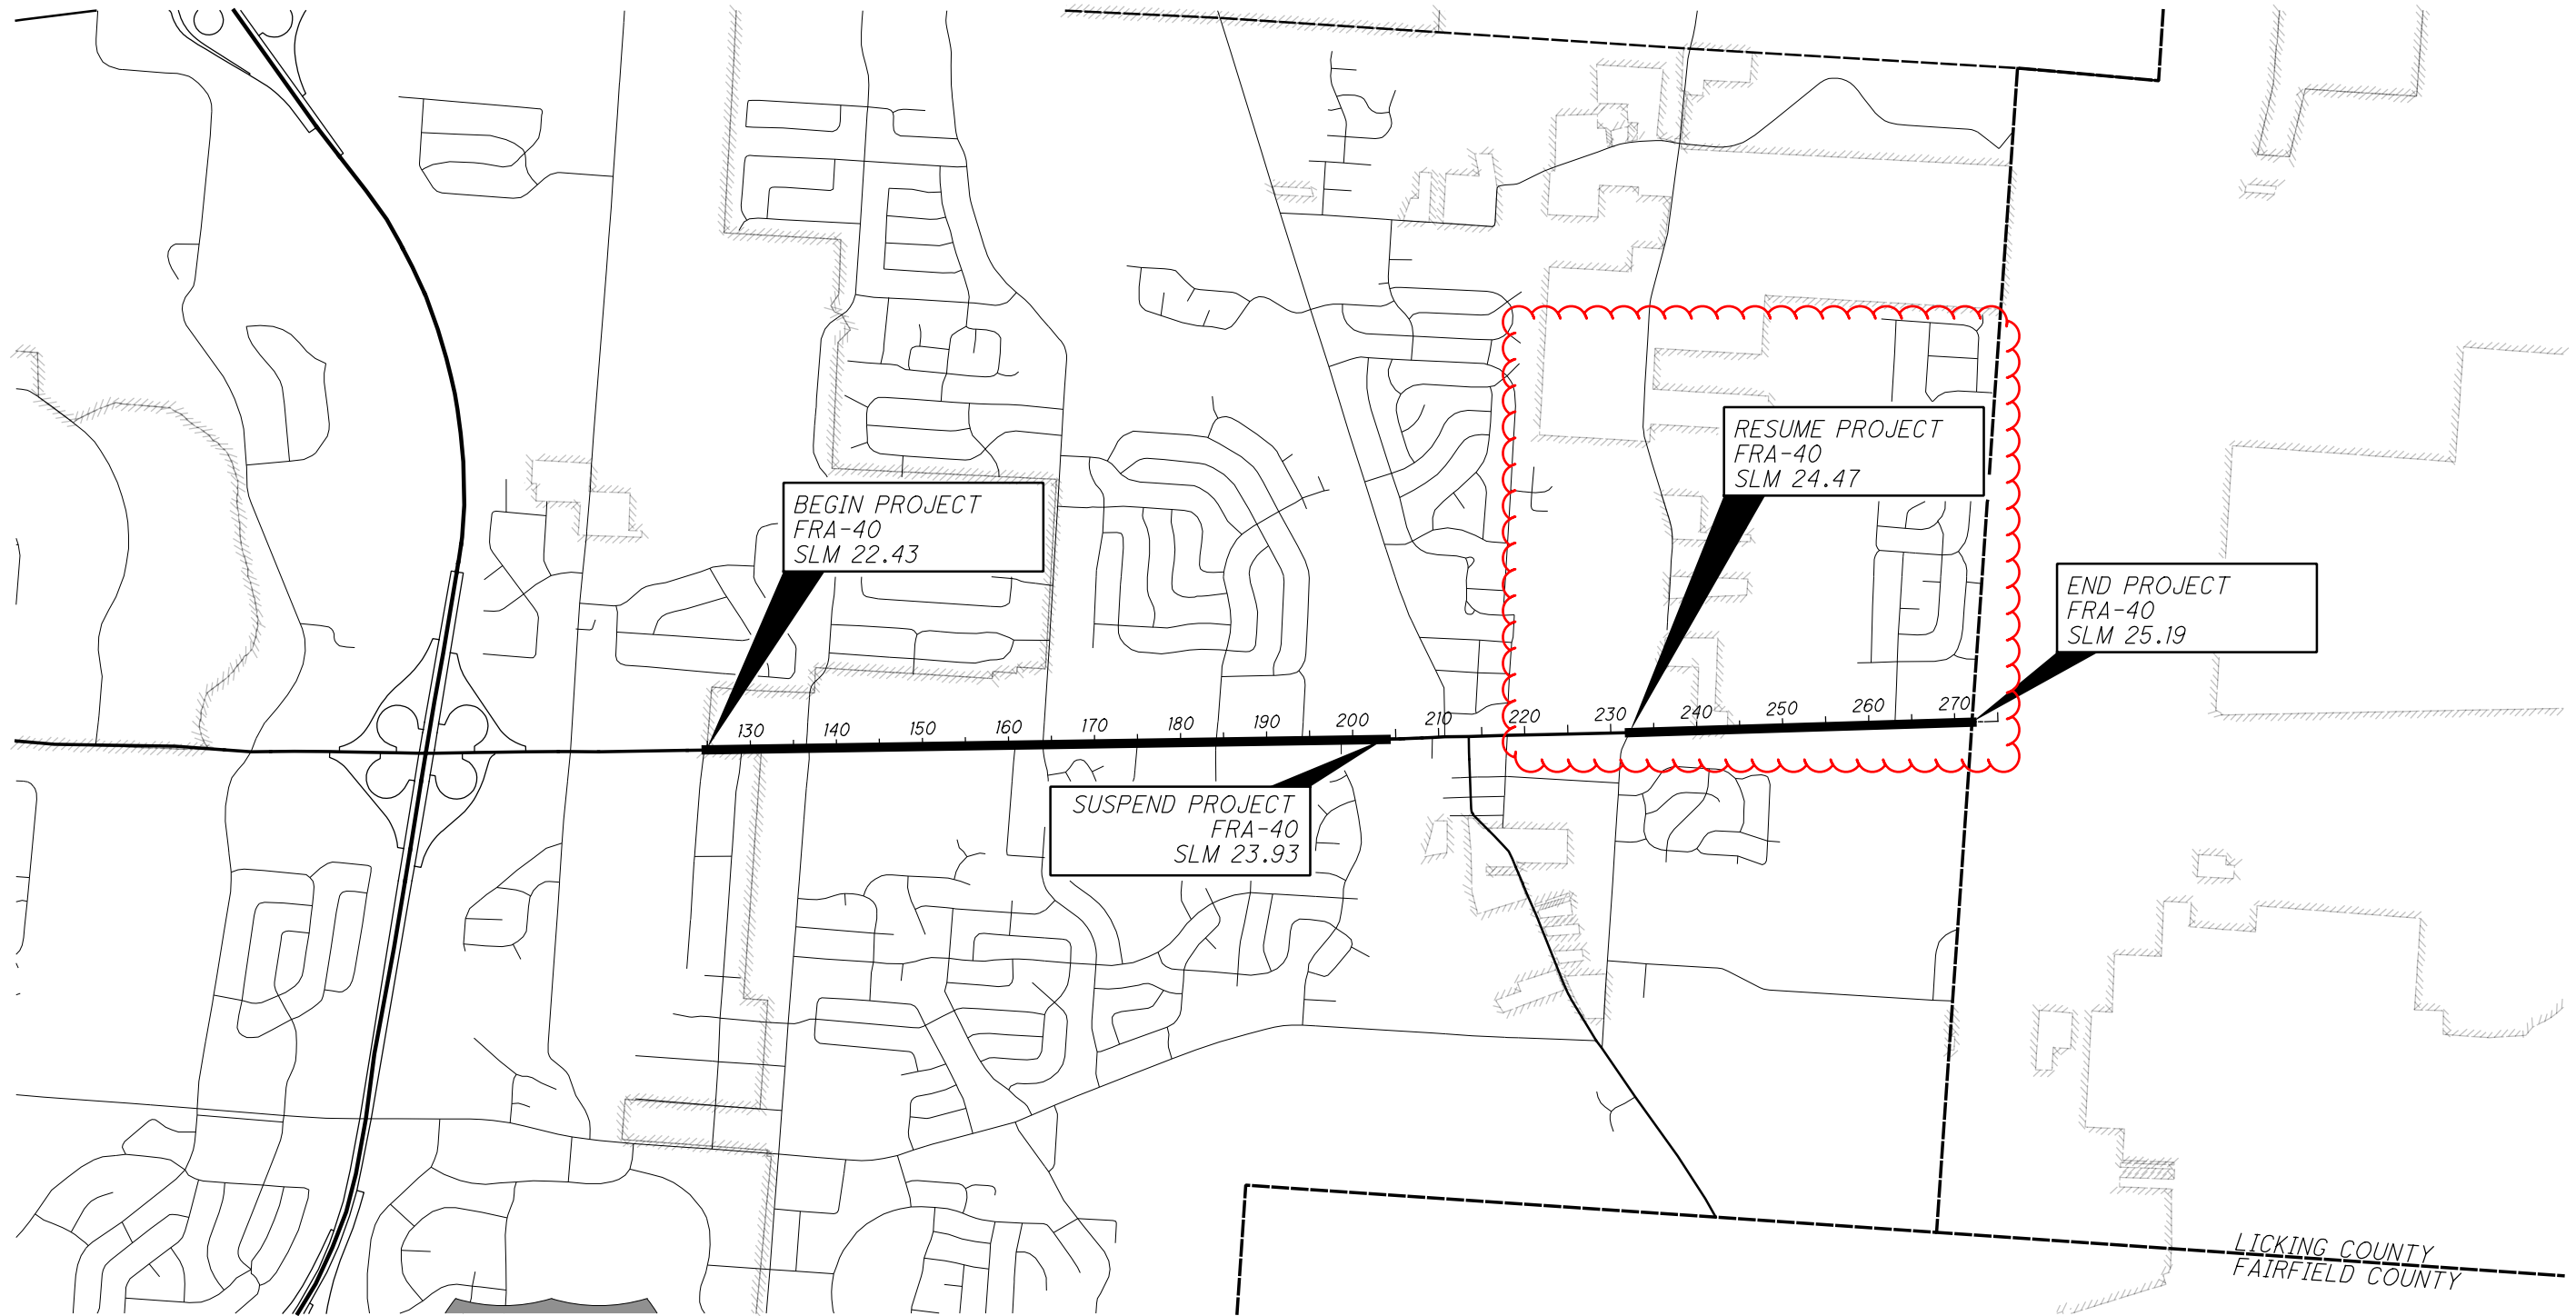 RESUME PROJECT
FRA-40
SLM 24.47
BEGIN PROJECT
FRA-40
SLM 22.43
END PROJECT
FRA-40
SLM 25.19
130 140 150 160 170 180 190 200 210 220 230 240 250 260 270
SUSPEND PROJECT
FRA-40
SLM 23.93
LICKING COUNTY
FAIRFIELD COUNTY